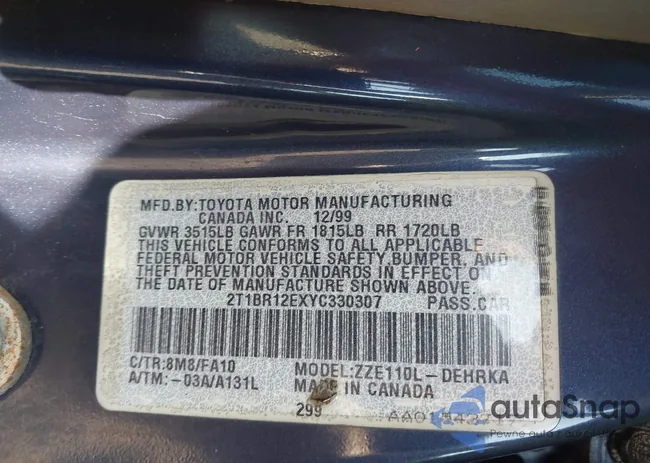 MFD.BY:TOYOTA MOTOR MANUFACTURING
CANADA INC. 12/99
GVWR 3515LB GAWR FR 1815LB RR 1720LB
THIS VEHICLE CONFORMS TO ALL APPLICABLE
FEDERAL MOTOR VEHICLE SAFETY,BUMPER, AND
THEFT PREVENTION STANDARDS IN EFFECT ON
THE DATE OF MANUFACTURE SHOWN ABOVE.
2T1BR12EXYC330307 PASS.CAR
C/TR:8M8/FA10 MODEL:ZZE110L-DEHRKA
A/TM:-03A/A131L MADE IN CANADA
299
autoSnap